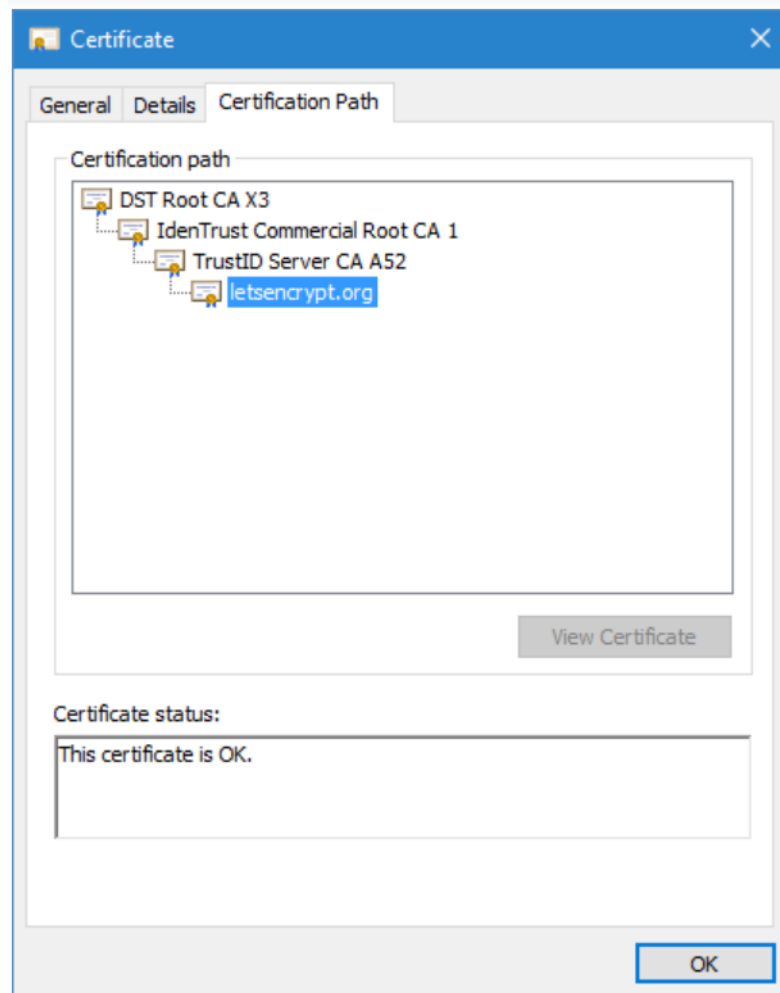 Certificate
General Details Certification Path
Certification path
DST Root CA X3
IdenTrust Commercial Root CA 1
TrustID Server CA A52
letsencrypt.org
View Certificate
Certificate status:
This certificate is OK.
OK